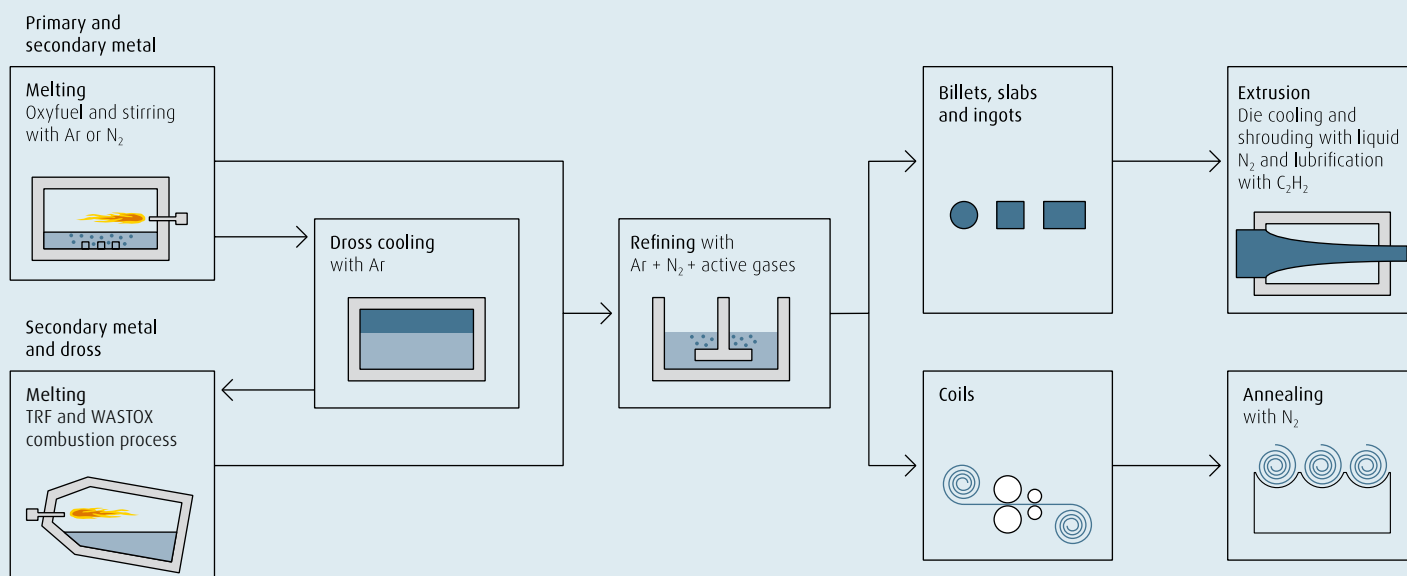 Primary and
secondary metal
Melting
Oxyfuel and stirring
with Ar or N₂
Secondary metal
and dross
Melting
TRF and WASTOX
combustion process
Dross cooling
with Ar
Refining with
Ar + N₂ + active gases
Billets, slabs
and ingots
Extrusion
Die cooling and
shrouding with liquid
N₂ and lubrification
with C₂H₂
Coils
Annealing
with N₂